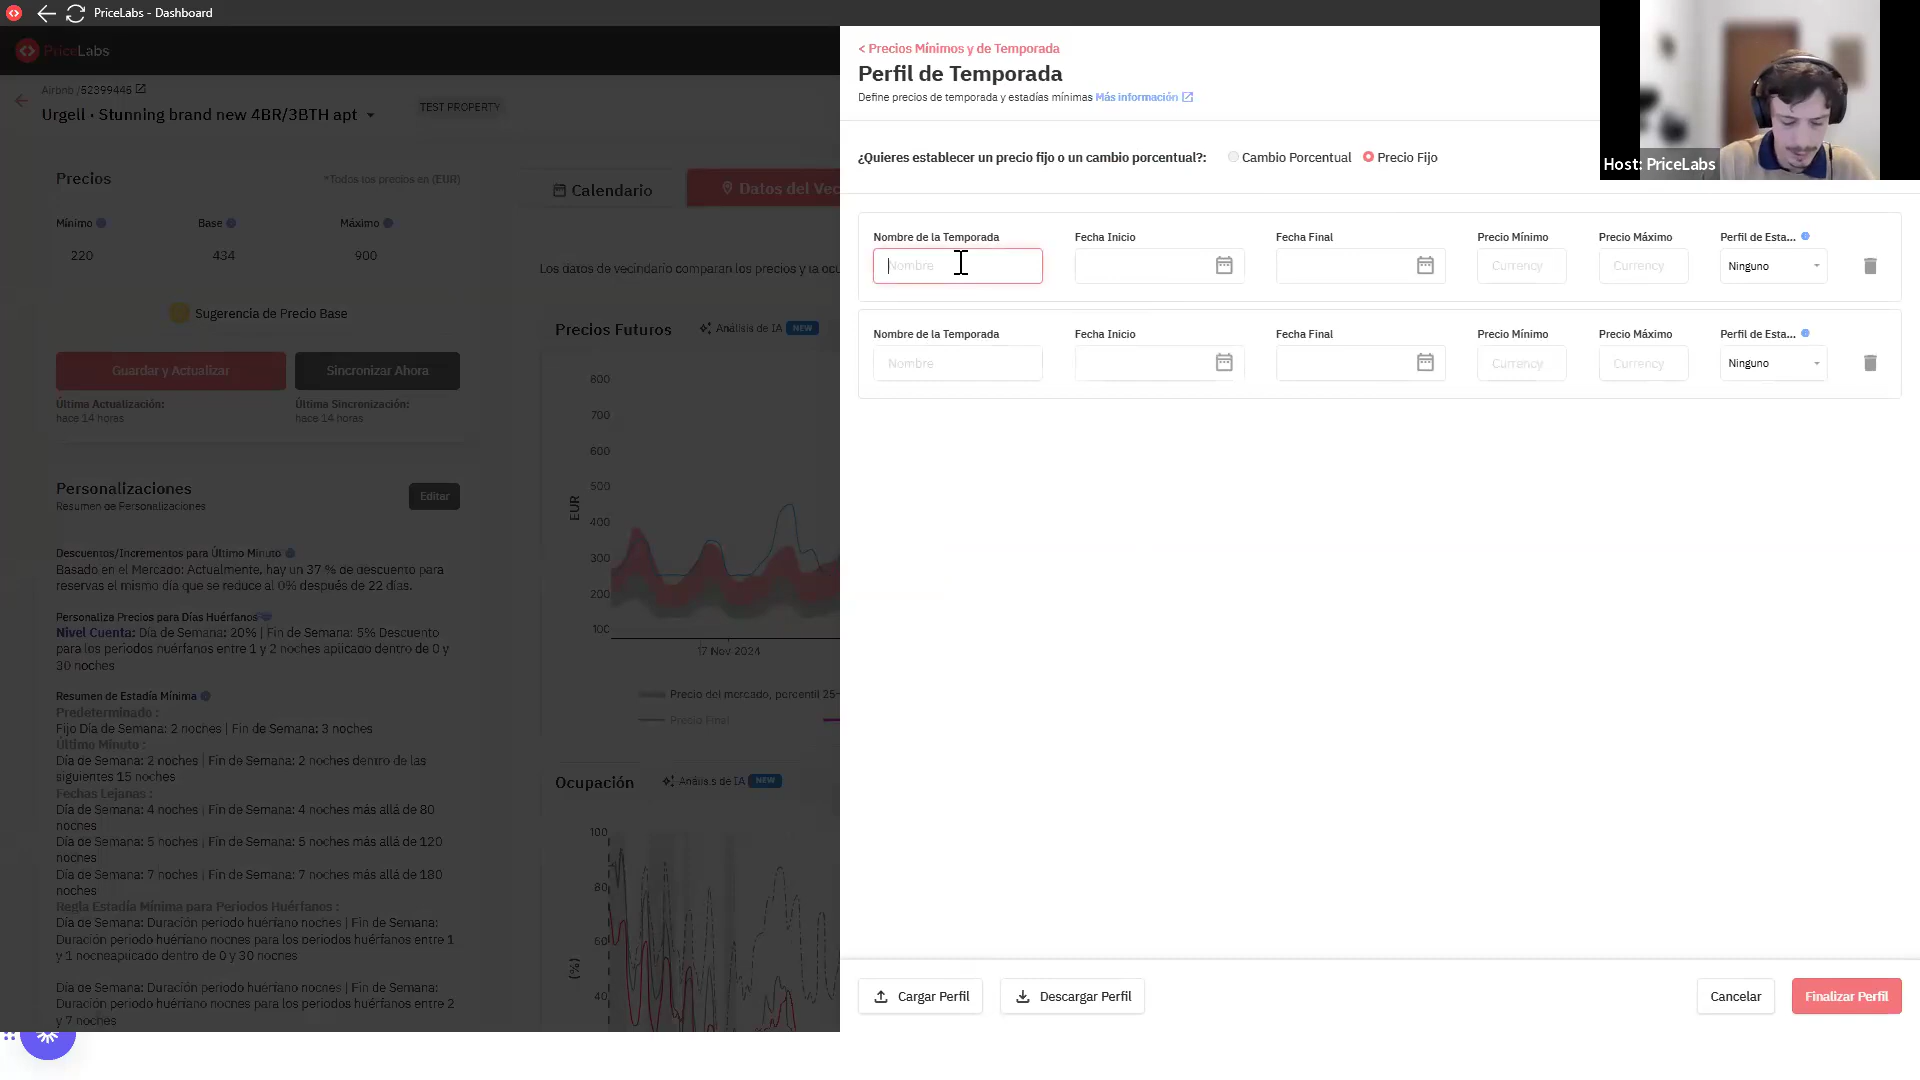 PriceLabs - Dashboard
PriceLabs
Airbnb /52399446
Urgell · Stunning brand new 4BR/3BTH apt
TEST PROPERTY
Precios
*Todos los precios en (EUR)
Mínimo
Base
Máximo
220
434
900
Sugerencia de Precio Base
Guardar y Actualizar
Sincronizar Ahora
Última Actualización:
hace 14 horas
Última Sincronización:
hace 14 horas
Personalizaciones
Resumen de Personalizaciones
Editar
Descuentos/Incrementos para Último Minuto
Basado en el Mercado: Actualmente, hay un 37 % de descuento para
reservas el mismo día que se reduce al 0% después de 22 días.
Personaliza Precios para Días Huérfanos
Nivel Cuenta: Día de Semana: 20% | Fin de Semana: 5% Descuento
para los periodos huérfanos entre 1 y 2 noches aplicado dentro de 0 y
30 noches
Resumen de Estadía Mínima
Predeterminado :
Fijo Día de Semana: 2 noches | Fin de Semana: 3 noches
Último Minuto :
Día de Semana: 2 noches | Fin de Semana: 2 noches dentro de las
siguientes 15 noches
Fechas Lejanas :
Día de Semana: 4 noches | Fin de Semana: 4 noches más allá de 80
noches
Día de Semana: 5 noches | Fin de Semana: 5 noches más allá de 120
noches
Día de Semana: 7 noches | Fin de Semana: 7 noches más allá de 180
noches
Regla Estadía Mínima para Periodos Huérfanos :
Día de Semana: Duración periodo huérfano noches | Fin de Semana:
Duración periodo huérfano noches para los periodos huérfanos entre 1
y 1 nocheaplicado dentro de 0 y 30 noches
Día de Semana: Duración periodo huérfano noches | Fin de Semana:
Duración periodo huérfano noches para los periodos huérfanos entre 2
y 7 noches
Calendario
Datos del Vec
Los datos de vecindario comparan los precios y la ocu
Precios Futuros
Análisis de IA
NEW
800
700
600
500
400
300
200
100
EUR
17 Nov 2024
Precio del mercado, percentil 25-
Precio Final
Ocupación
Análisis de IA
NEW
100
80
60
40
(%)
< Precios Mínimos y de Temporada
Perfil de Temporada
Define precios de temporada y estadías mínimas Más información
¿Quieres establecer un precio fijo o un cambio porcentual?:
Cambio Porcentual
Precio Fijo
Nombre de la Temporada
Fecha Inicio
Fecha Final
Precio Mínimo
Precio Máximo
Perfil de Esta...
Nombre
Currency
Currency
Ninguno
Nombre de la Temporada
Fecha Inicio
Fecha Final
Precio Mínimo
Precio Máximo
Perfil de Esta...
Nombre
Currency
Currency
Ninguno
Cargar Perfil
Descargar Perfil
Cancelar
Finalizar Perfil
Host: PriceLabs